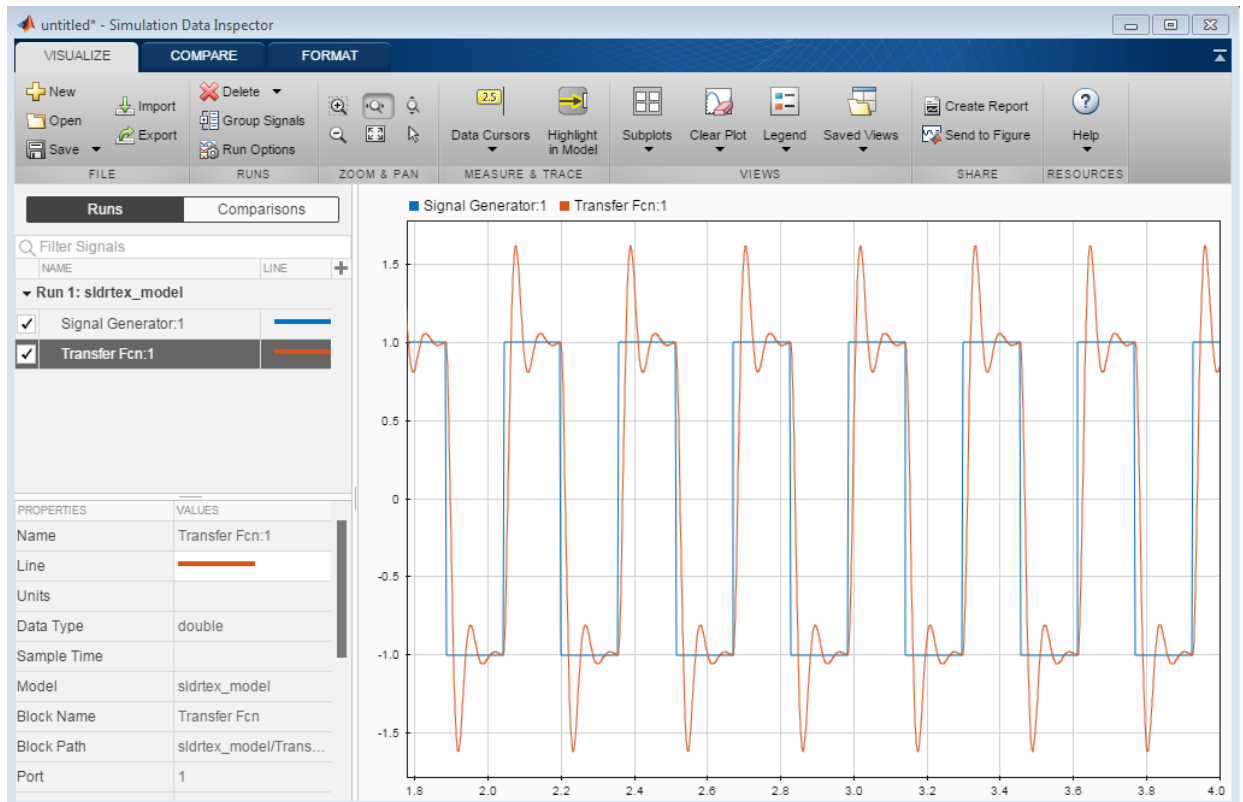 untitled* - Simulation Data Inspector
VISUALIZE COMPARE FORMAT
New
Open
Save
Import
Export
FILE
Delete
Group Signals
Run Options
RUNS
ZOOM & PAN
2.5
Data Cursors
Highlight
in Model
MEASURE & TRACE
Subplots
Clear Plot
Legend
Saved Views
VIEWS
Create Report
Send to Figure
SHARE
?
Help
RESOURCES
Runs Comparisons
Filter Signals
NAME LINE
Run 1: sldrtex_model
Signal Generator:1
Transfer Fcn:1
PROPERTIES VALUES
Name Transfer Fcn:1
Line
Units
Data Type double
Sample Time
Model sldrtex_model
Block Name Transfer Fcn
Block Path sldrtex_model/Trans...
Port 1
Signal Generator:1 Transfer Fcn:1
1.5
1.0
0.5
0
-0.5
-1.0
-1.5
1.8 2.0 2.2 2.4 2.6 2.8 3.0 3.2 3.4 3.6 3.8 4.0